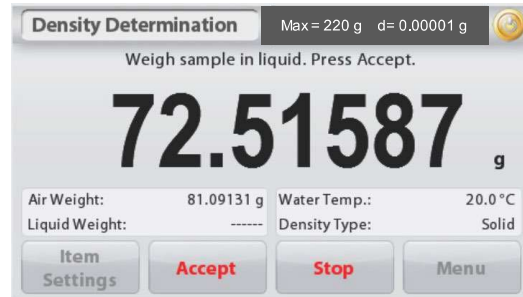 Density Determination Max = 220 g d= 0.00001 g
Weigh sample in liquid. Press Accept.
72.51587 g
Air Weight: 81.09131 g Water Temp.: 20.0°C
Liquid Weight: ------ Density Type: Solid
Item Settings Accept Stop Menu